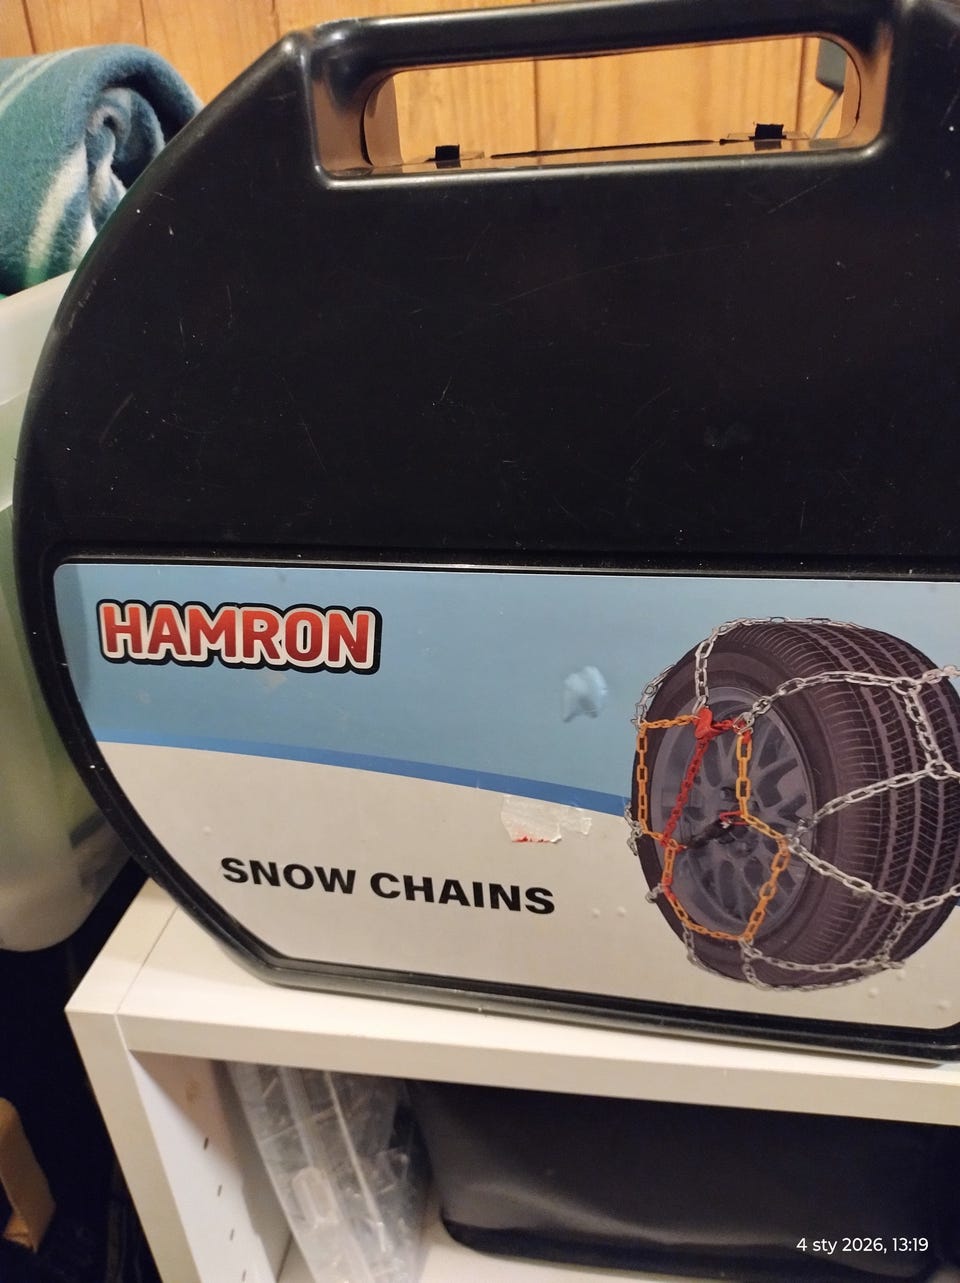 HAMRON
SNOW CHAINS
4 sty 2026, 13:19